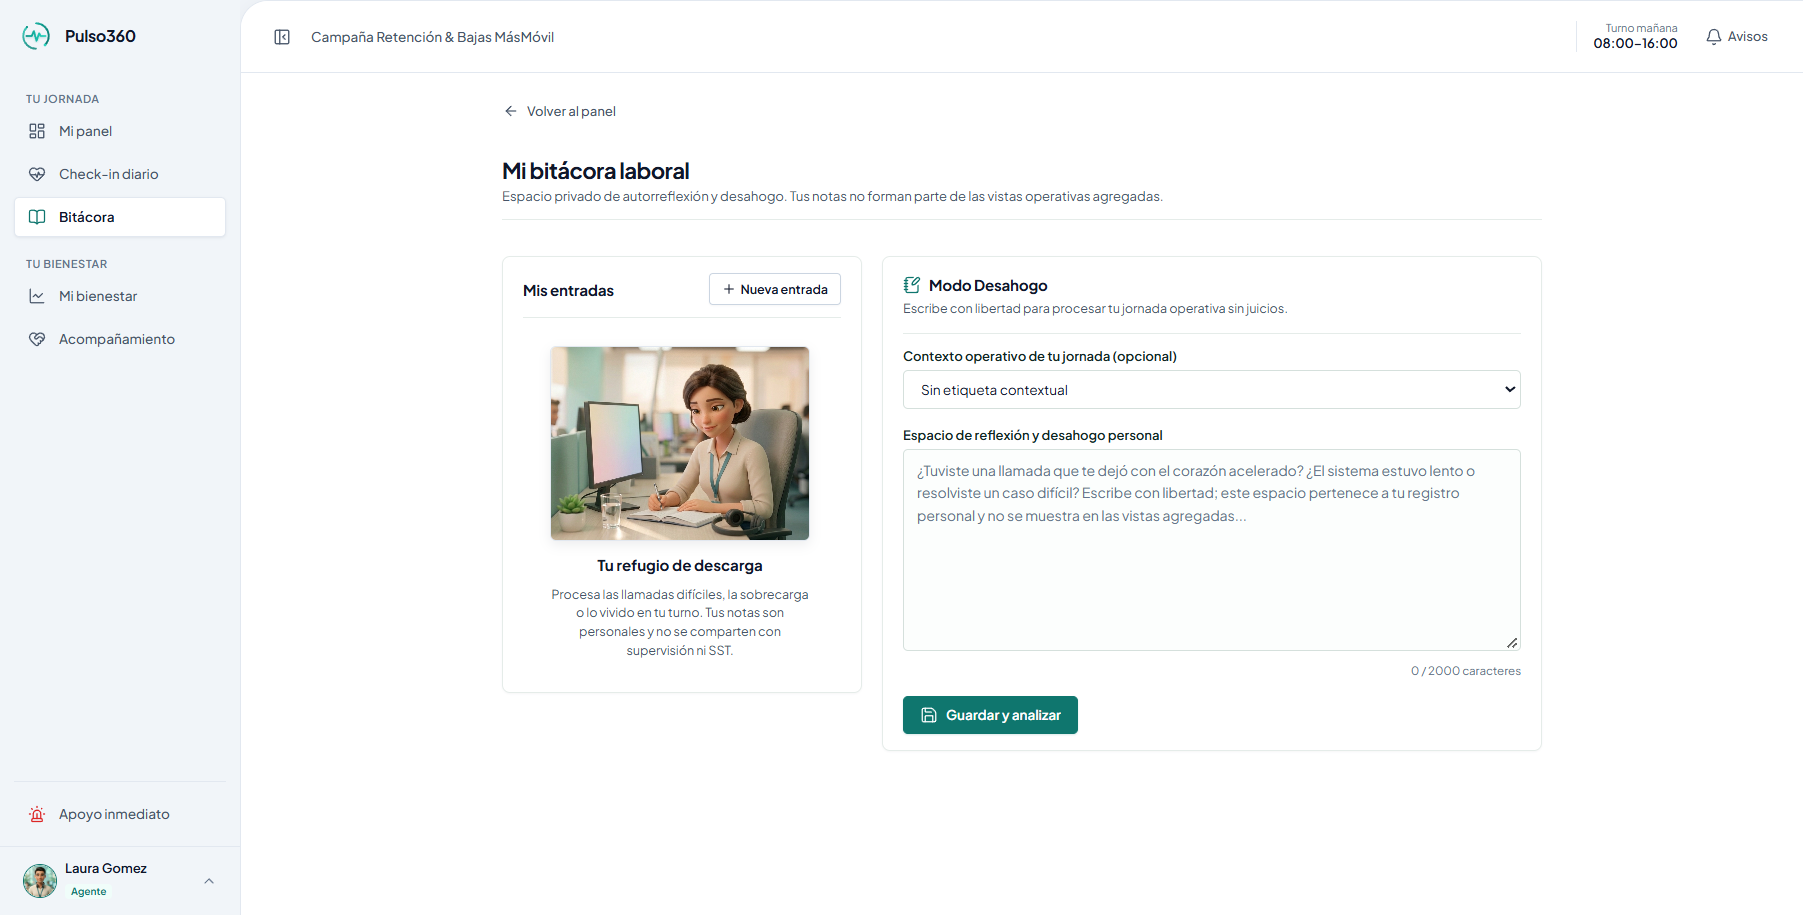 Pulso360
TU JORNADA
Mi panel
Check-in diario
Bitácora
TU BIENESTAR
Mi bienestar
Acompañamiento
Apoyo inmediato
Laura Gomez
Agente
Campaña Retención & Bajas MásMóvil
Turno mañana
08:00–16:00
Avisos
Volver al panel
Mi bitácora laboral
Espacio privado de autorreflexión y desahogo. Tus notas no forman parte de las vistas operativas agregadas.
Mis entradas
Nueva entrada
Tu refugio de descarga
Procesa las llamadas difíciles, la sobrecarga
o lo vivido en tu turno. Tus notas son
personales y no se comparten con
supervisión ni SST.
Modo Desahogo
Escribe con libertad para procesar tu jornada operativa sin juicios.
Contexto operativo de tu jornada (opcional)
Sin etiqueta contextual
Espacio de reflexión y desahogo personal
¿Tuviste una llamada que te dejó con el corazón acelerado? ¿El sistema estuvo lento o
resolviste un caso difícil? Escribe con libertad; este espacio pertenece a tu registro
personal y no se muestra en las vistas agregadas...
0 / 2000 caracteres
Guardar y analizar